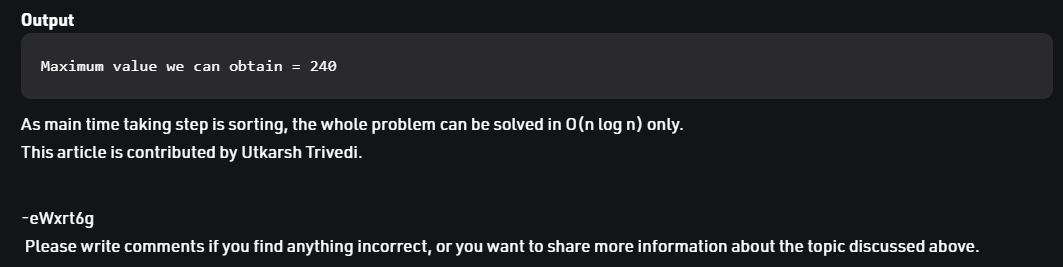 Output
Maximum value we can obtain = 240
As main time taking step is sorting, the whole problem can be solved in O(n log n) only.
This article is contributed by Utkarsh Trivedi.
-eWxrt6g
Please write comments if you find anything incorrect, or you want to share more information about the topic discussed above.